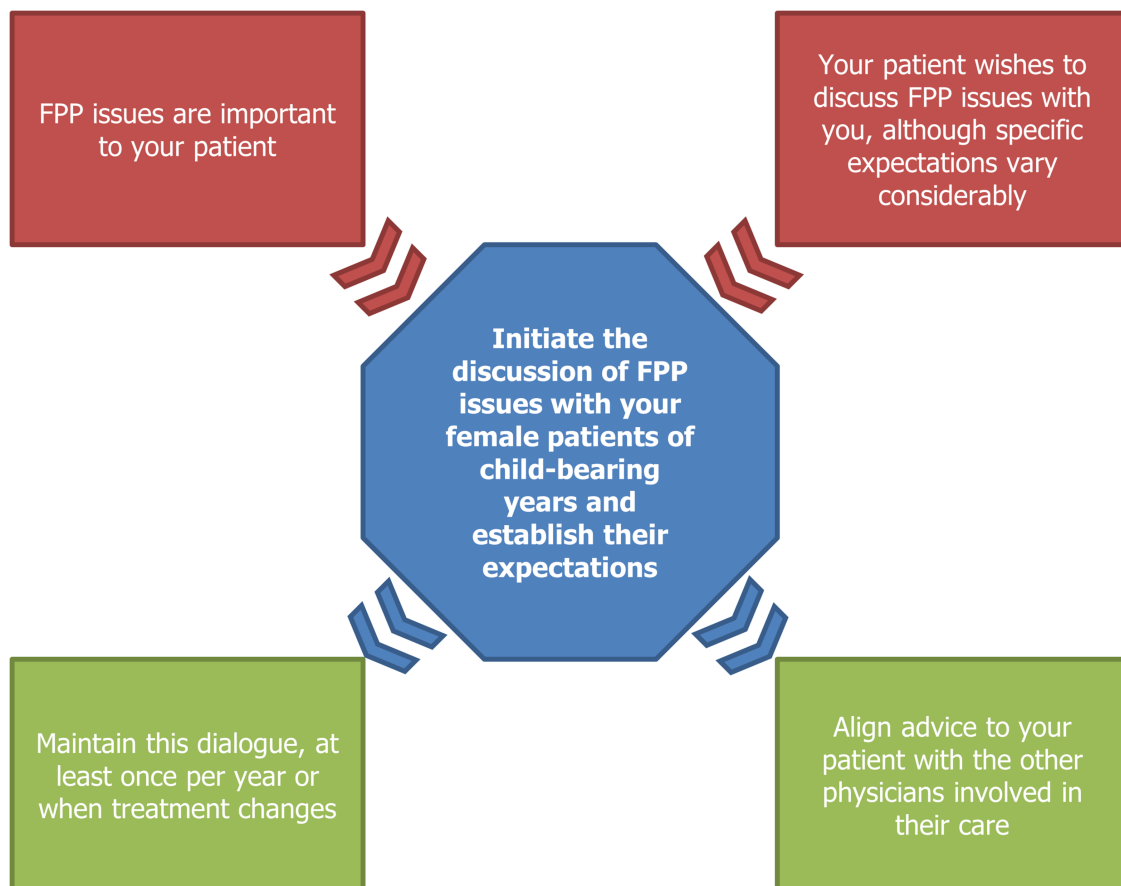 FPP issues are important
to your patient
Your patient wishes to
discuss FPP issues with
you, although specific
expectations vary
considerably
Initiate the
discussion of FPP
issues with your
female patients of
child-bearing
years and
establish their
expectations
Maintain this dialogue, at
least once per year or
when treatment changes
Align advice to your
patient with the other
physicians involved in
their care